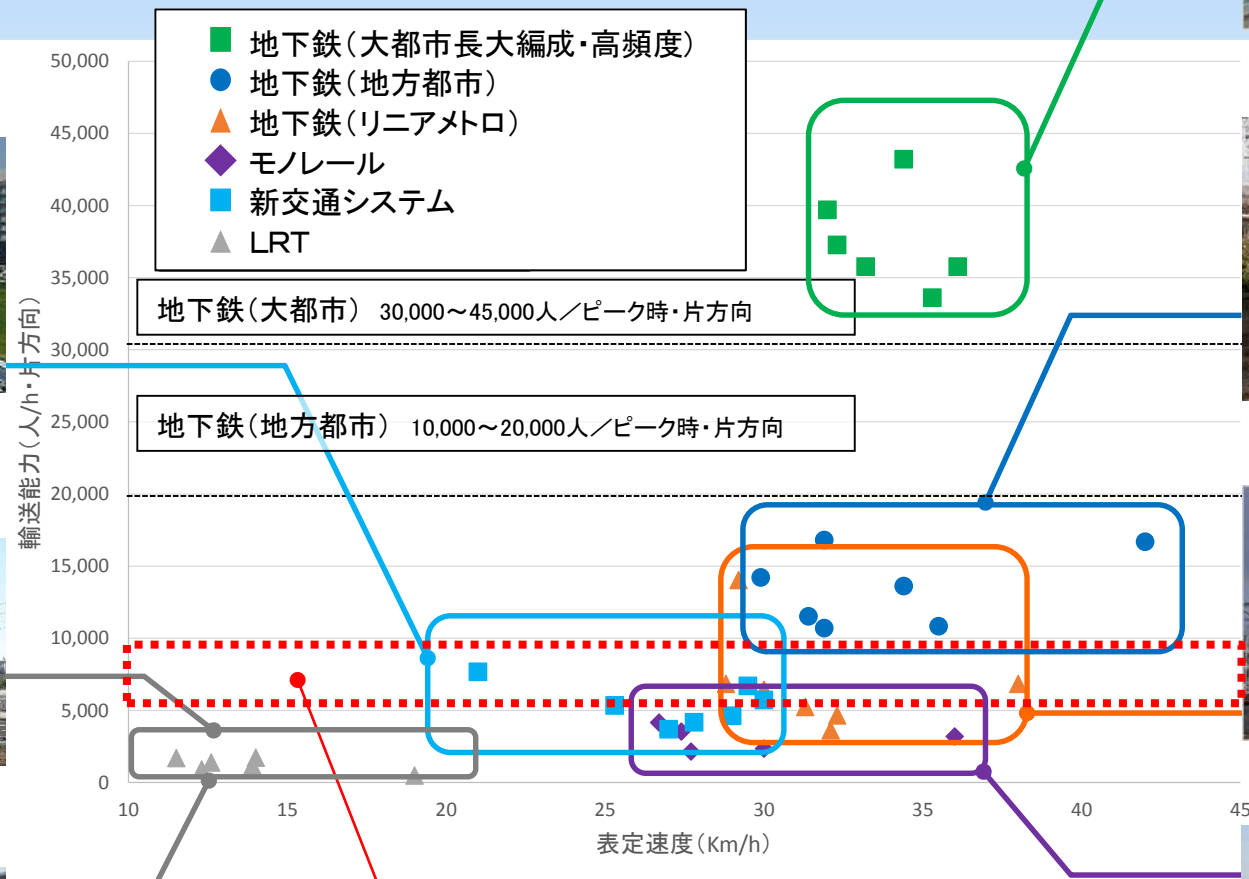 地下鉄(大都市長大編成・高頻度)
地下鉄(地方都市)
地下鉄(リニアメトロ)
モノレール
新交通システム
LRT
50,000
45,000
40,000
35,000
30,000
25,000
20,000
15,000
10,000
5,000
0
輸送能力(人/h・片方向)
地下鉄(大都市) 30,000~45,000人/ピーク時・片方向
地下鉄(地方都市) 10,000~20,000人/ピーク時・片方向
10 15 20 25 30 35 40 45
表定速度(Km/h)